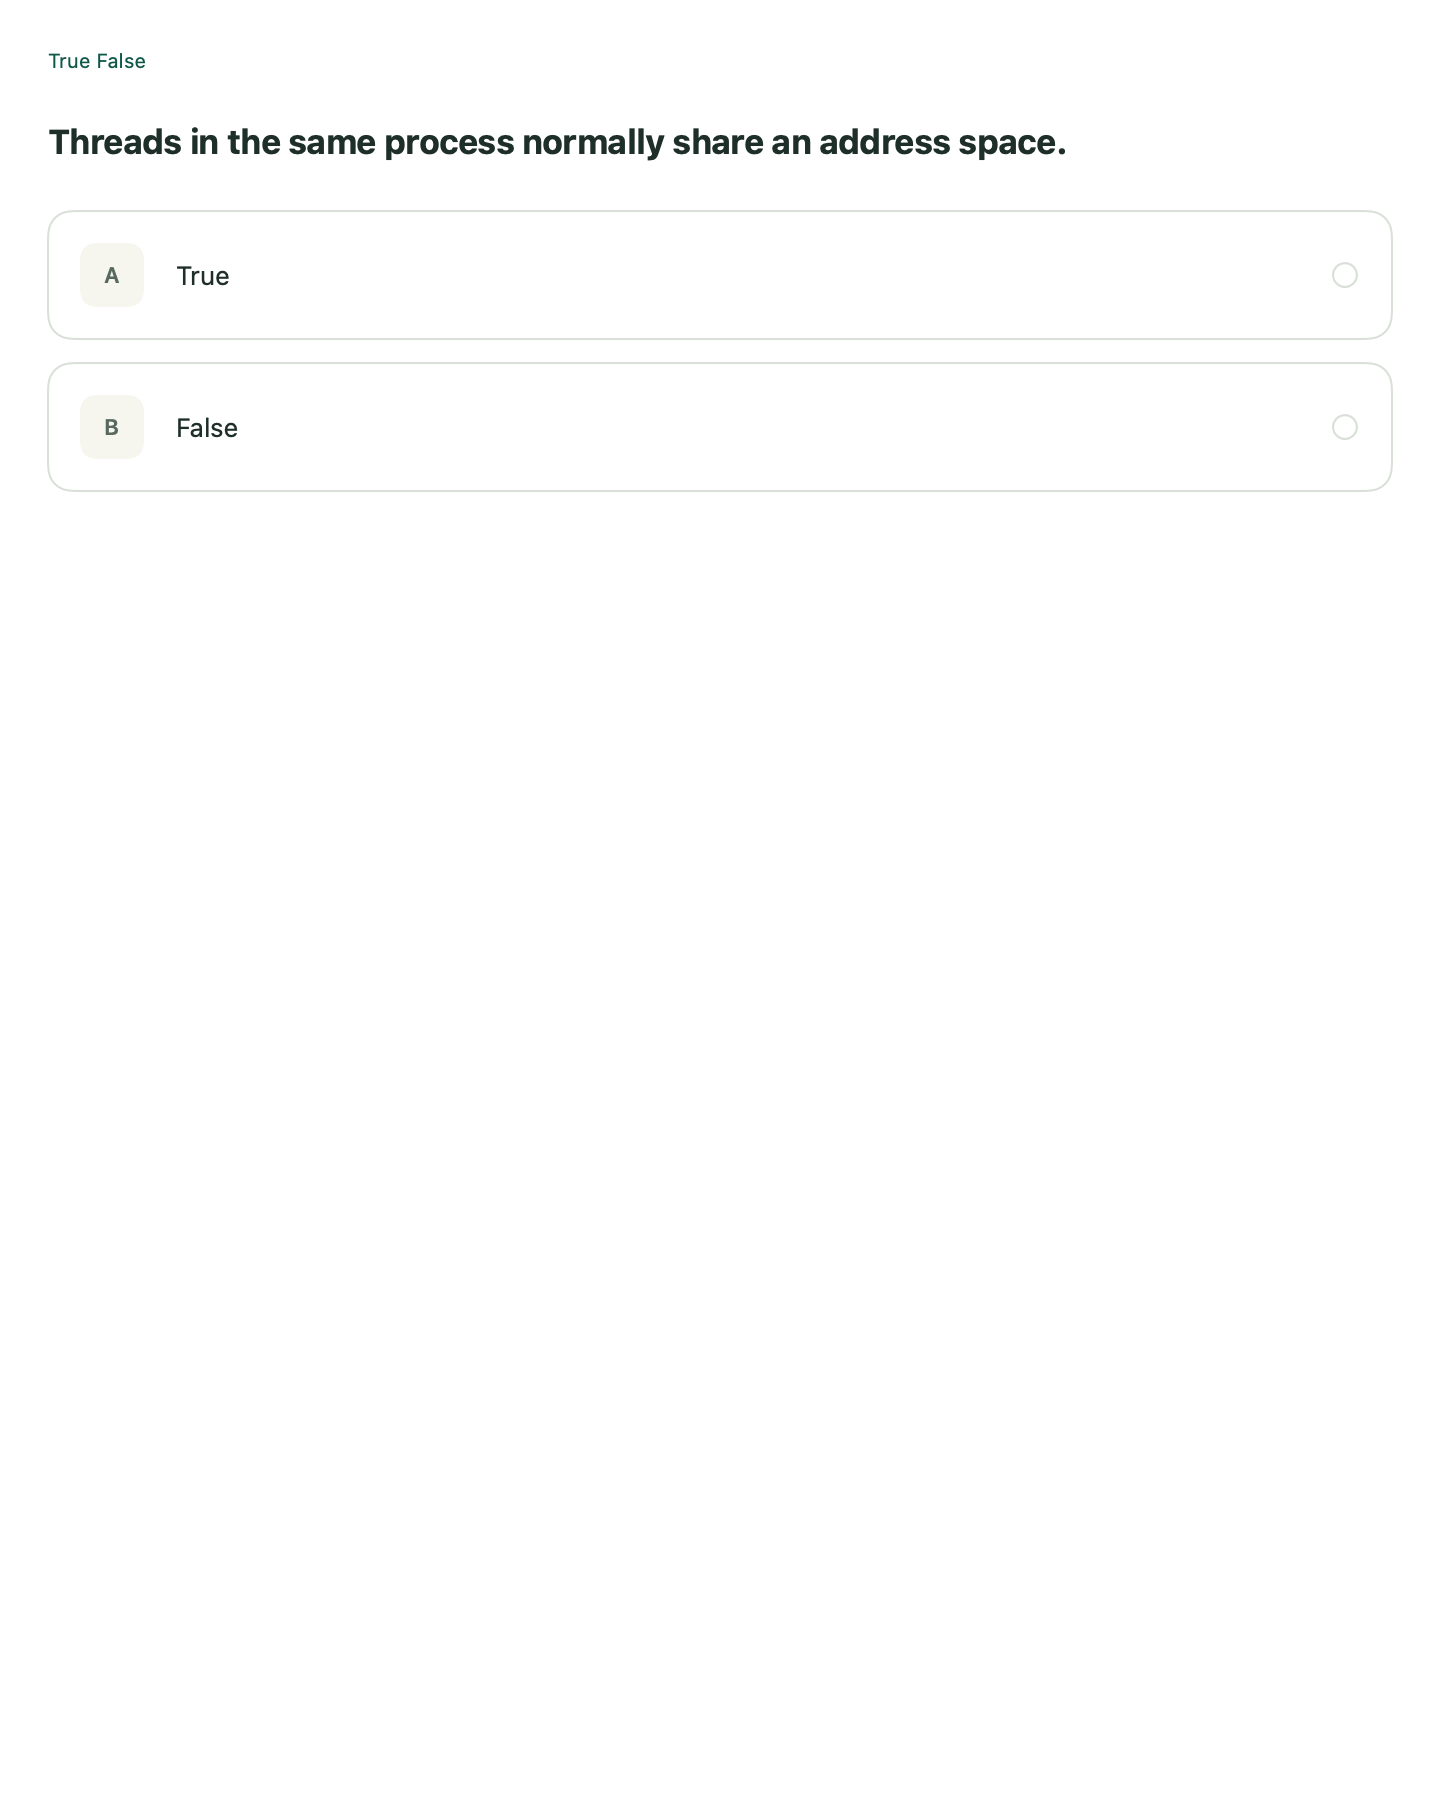 True False
Threads in the same process normally share an address space.
A True
B False